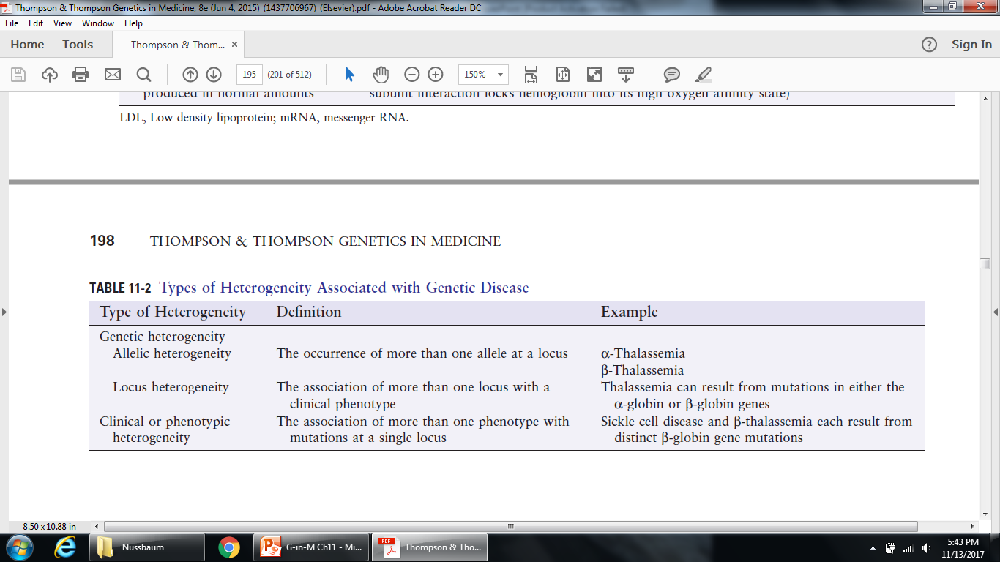 Thompson & Thompson Genetics in Medicine, 8e (Jun 4, 2015)_(1437706967)_(Elsevier).pdf - Adobe Acrobat Reader DC
File Edit View Window Help
Home Tools Thompson & Thom... × ? Sign In
195 (201 of 512) 150%
produced in normal amounts subunit interaction locks hemoglobin into its high oxygen affinity state)
LDL, Low-density lipoprotein; mRNA, messenger RNA.
198 THOMPSON & THOMPSON GENETICS IN MEDICINE
TABLE 11-2 Types of Heterogeneity Associated with Genetic Disease
Type of Heterogeneity Definition Example
Genetic heterogeneity
Allelic heterogeneity The occurrence of more than one allele at a locus α-Thalassemia
β-Thalassemia
Locus heterogeneity The association of more than one locus with a Thalassemia can result from mutations in either the
clinical phenotype α-globin or β-globin genes
Clinical or phenotypic The association of more than one phenotype with Sickle cell disease and β-thalassemia each result from
heterogeneity mutations at a single locus distinct β-globin gene mutations
8.50 x 10.88 in
Nussbaum G-in-M Ch11 - Mi... PDF Thompson & Tho... 5:43 PM
11/13/2017